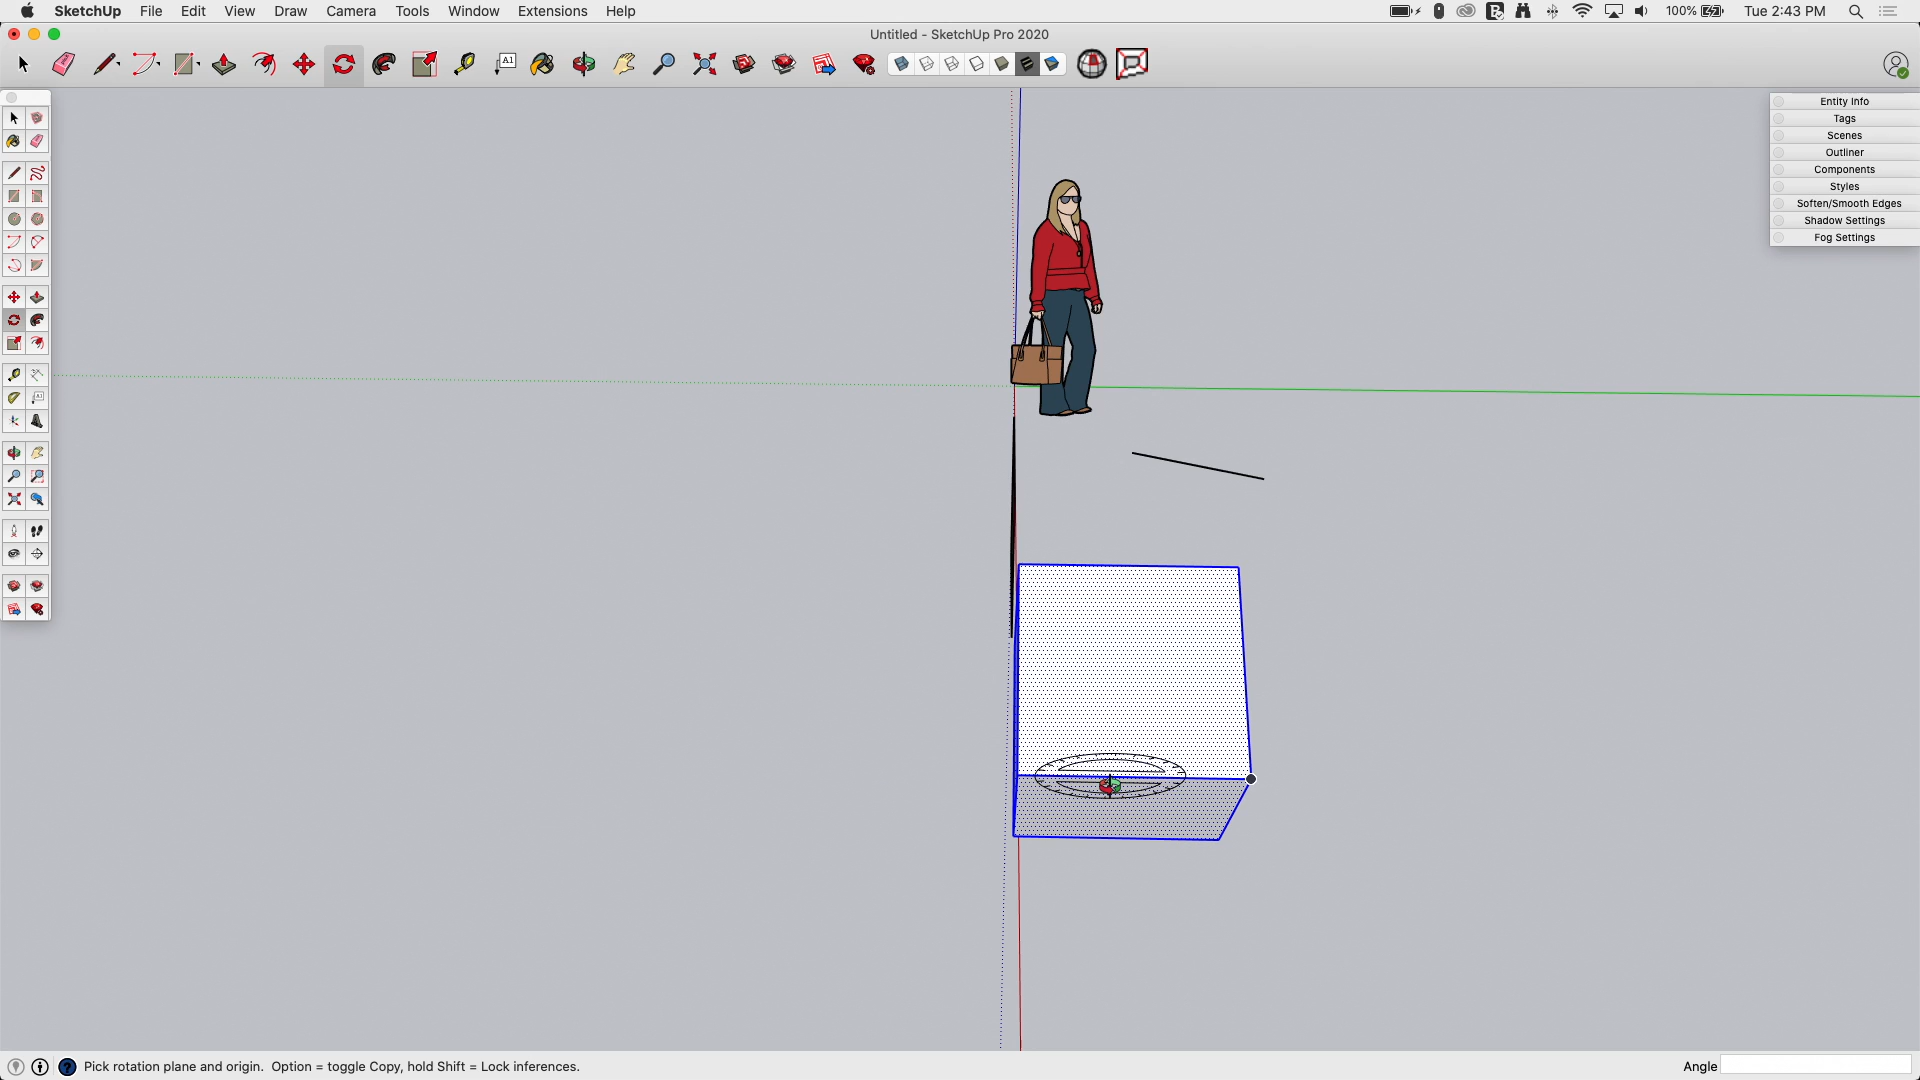 SketchUp File Edit View Draw Camera Tools Window Extensions Help 100% Tue 2:43 PM
Untitled - SketchUp Pro 2020
A1
Entity Info
Tags
Scenes
Outliner
Components
Styles
Soften/Smooth Edges
Shadow Settings
Fog Settings
Pick rotation plane and origin. Option = toggle Copy, hold Shift = Lock inferences. Angle